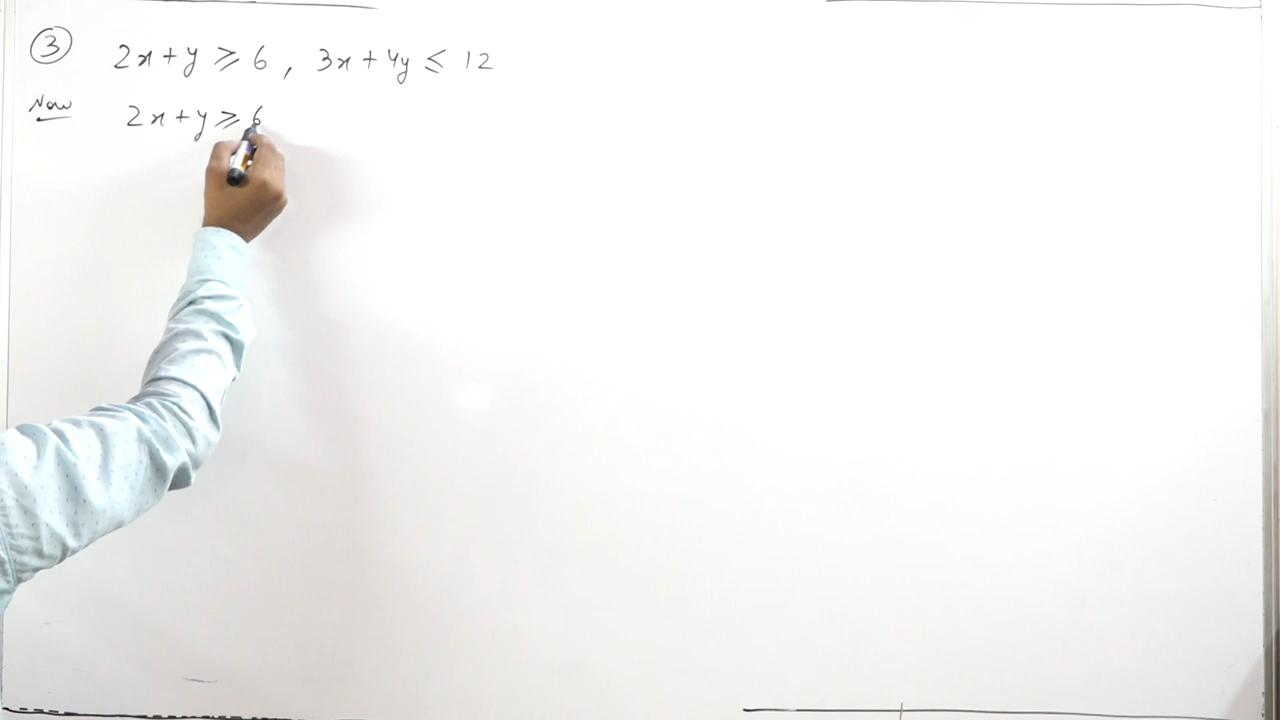 ③ 2x+y ≥ 6, 3x+4y ≤ 12
Now 2x+y ≥ 6